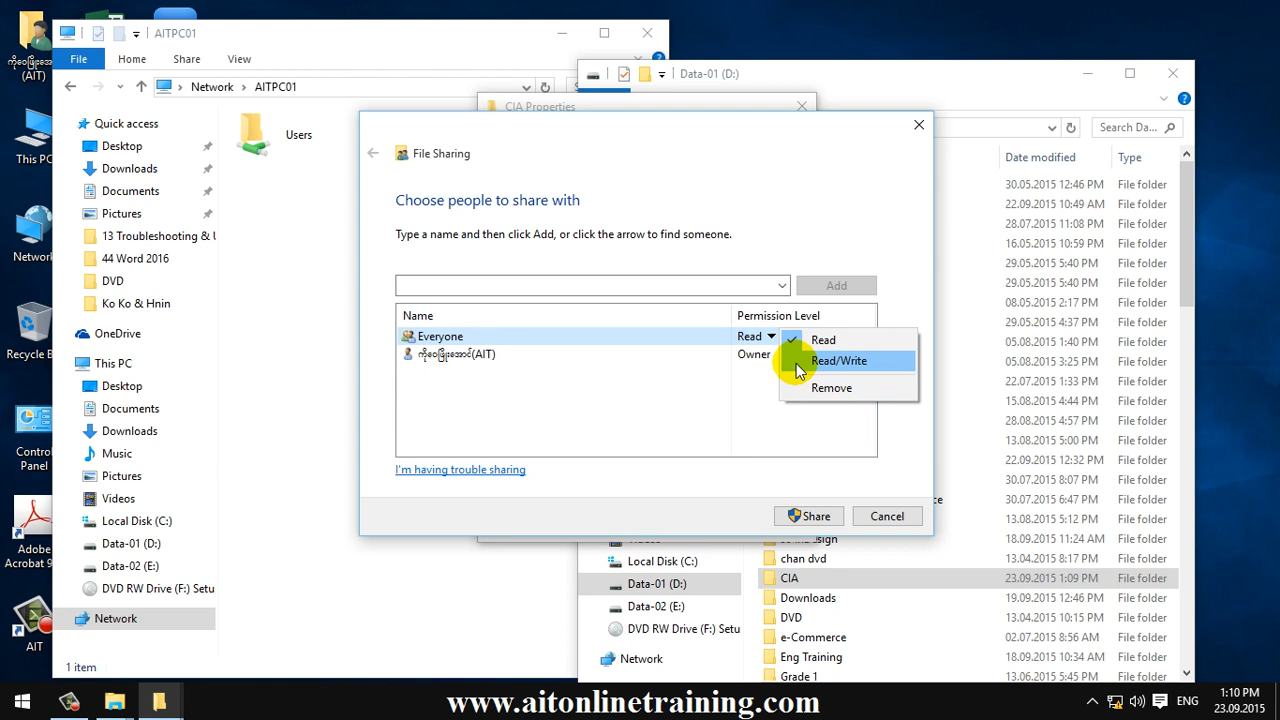 AITPC01
File Home Share View
Network AITPC01
Quick access
Desktop
Downloads
Documents
Pictures
13 Troubleshooting & U
44 Word 2016
DVD
Ko Ko & Hnin
OneDrive
This PC
Desktop
Documents
Downloads
Music
Pictures
Videos
Local Disk (C:)
Data-01 (D:)
Data-02 (E:)
DVD RW Drive (F:) Setu
Network
1 item
Users
(AIT)
This PC
Network
Recycle B
Control
Panel
Adobe
Acrobat 9
AIT
CIA Properties
File Sharing
Choose people to share with
Type a name and then click Add, or click the arrow to find someone.
Add
Name Permission Level
Everyone Read
ကိုဝေဖြိုးအောင်(AIT) Owner
Read
Read/Write
Remove
I'm having trouble sharing
Share Cancel
Data-01 (D:)
Search Da...
Date modified Type
30.05.2015 12:46 PM File folder
22.09.2015 10:49 AM File folder
28.07.2015 11:08 PM File folder
16.05.2015 10:59 PM File folder
29.05.2015 5:40 PM File folder
29.05.2015 5:40 PM File folder
08.05.2015 2:17 PM File folder
29.05.2015 4:37 PM File folder
05.08.2015 3:32 PM File folder
05.08.2015 3:25 PM File folder
22.07.2015 1:33 PM File folder
15.08.2015 4:44 PM File folder
28.08.2015 4:57 PM File folder
13.08.2015 5:00 PM File folder
22.09.2015 12:32 PM File folder
30.07.2015 8:07 PM File folder
30.07.2015 6:47 PM File folder
13.08.2015 5:12 PM File folder
18.09.2015 11:24 AM File folder
chan dvd 13.04.2015 8:17 PM File folder
CIA 23.09.2015 1:09 PM File folder
Downloads 19.09.2015 12:46 PM File folder
DVD 13.04.2015 10:15 PM File folder
e-Commerce 02.07.2015 8:56 AM File folder
Eng Training 18.09.2015 10:34 AM File folder
Grade 1 15.08.2015 4:51 PM File folder
Local Disk (C:)
Data-01 (D:)
Data-02 (E:)
DVD RW Drive (F:) Setu
Network
www.aitonlinetraining.com
ENG
1:10 PM
23.09.2015